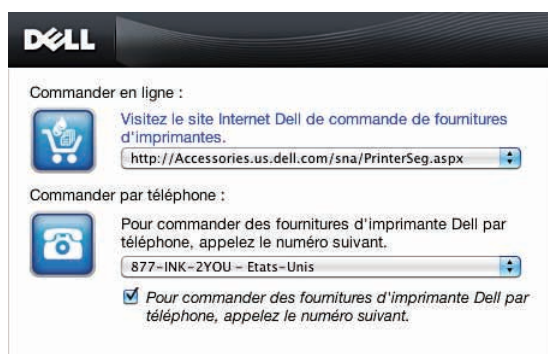 DELL
Commander en ligne :
Visitez le site Internet Dell de commande de fournitures
d'imprimantes.
http://Accessories.us.dell.com/sna/PrinterSeg.aspx
Commander par téléphone :
Pour commander des fournitures d'imprimante Dell par
téléphone, appelez le numéro suivant.
877-INK-2YOU - Etats-Unis
Pour commander des fournitures d'imprimante Dell par
téléphone, appelez le numéro suivant.